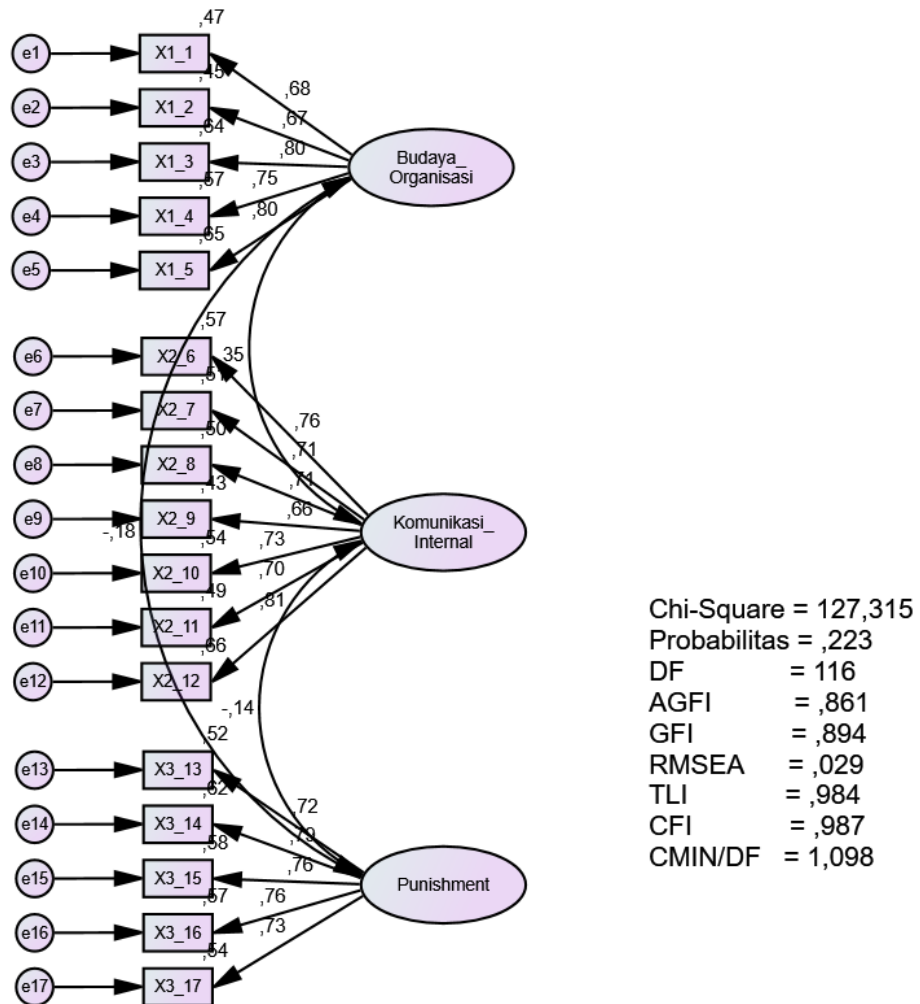 ,47
e1
X1_1
,45
,68
e2
X1_2
,67
,64
e3
X1_3
,80
Budaya_
Organisasi
,57
,75
e4
X1_4
,80
,65
e5
X1_5
,57
e6
X2_6
,35
,51
e7
X2_7
,76
,50
,71
e8
X2_8
,71
,43
e9
X2_9
,66
Komunikasi_
Internal
-,18
,54
,73
e10
X2_10
,70
,49
,81
e11
X2_11
,66
e12
X2_12
-,14
,52
e13
X3_13
,62
,72
e14
X3_14
,79
,58
e15
X3_15
,76
Punishment
,57
,76
e16
X3_16
,73
,54
e17
X3_17
Chi-Square = 127,315
Probabilitas = ,223
DF = 116
AGFI = ,861
GFI = ,894
RMSEA = ,029
TLI = ,984
CFI = ,987
CMIN/DF = 1,098